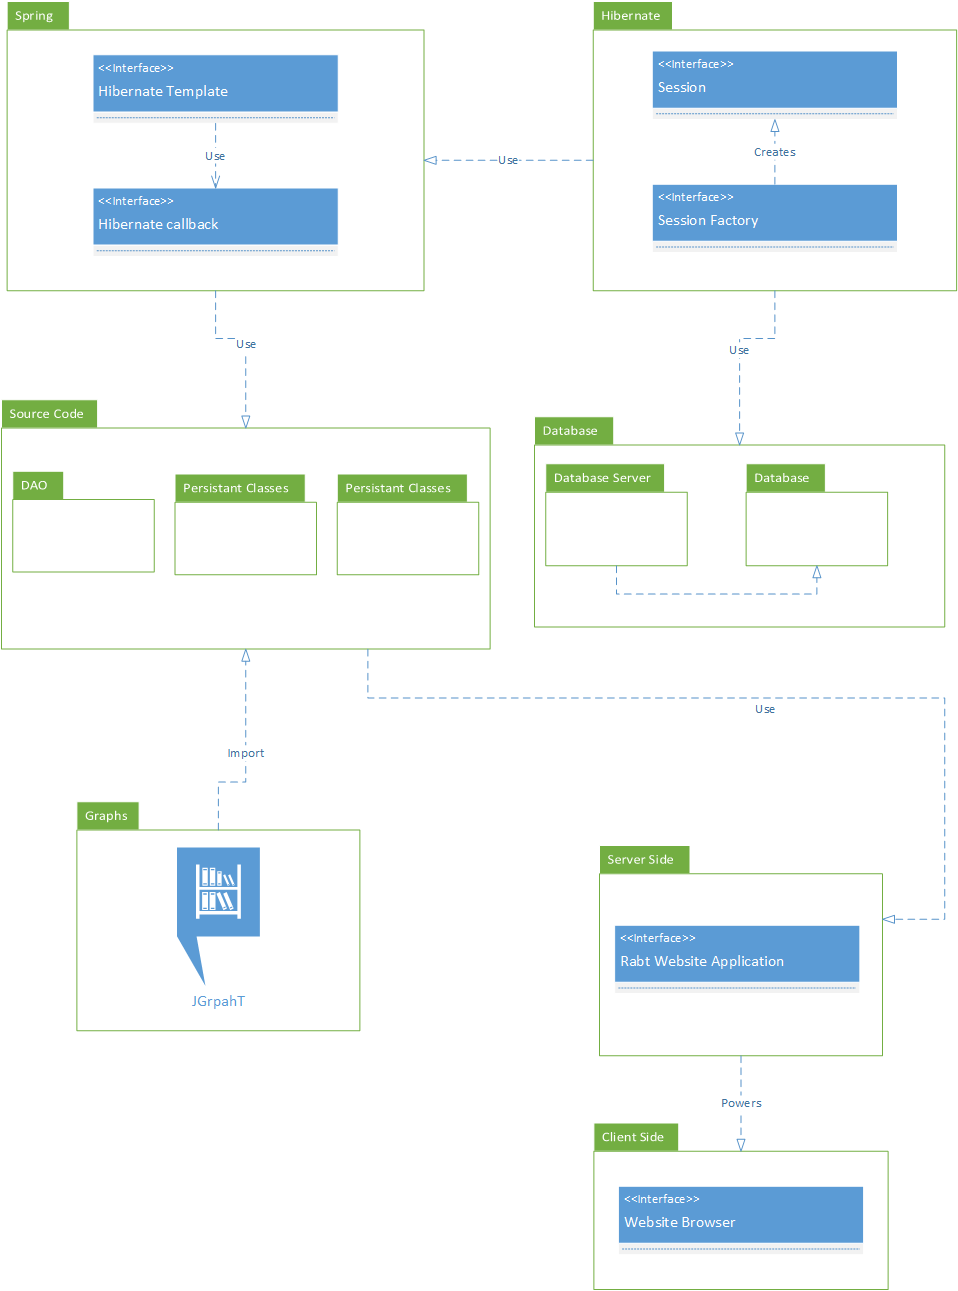 Spring
<<Interface>>
Hibernate Template
Use
<<Interface>>
Hibernate callback
Use
Hibernate
<<Interface>>
Session
Creates
<<Interface>>
Session Factory
Use
Use
Source Code
DAO
Persistant Classes
Persistant Classes
Database
Database Server
Database
Use
Import
Graphs
JGrpahT
Server Side
<<Interface>>
Rabt Website Application
Powers
Client Side
<<Interface>>
Website Browser